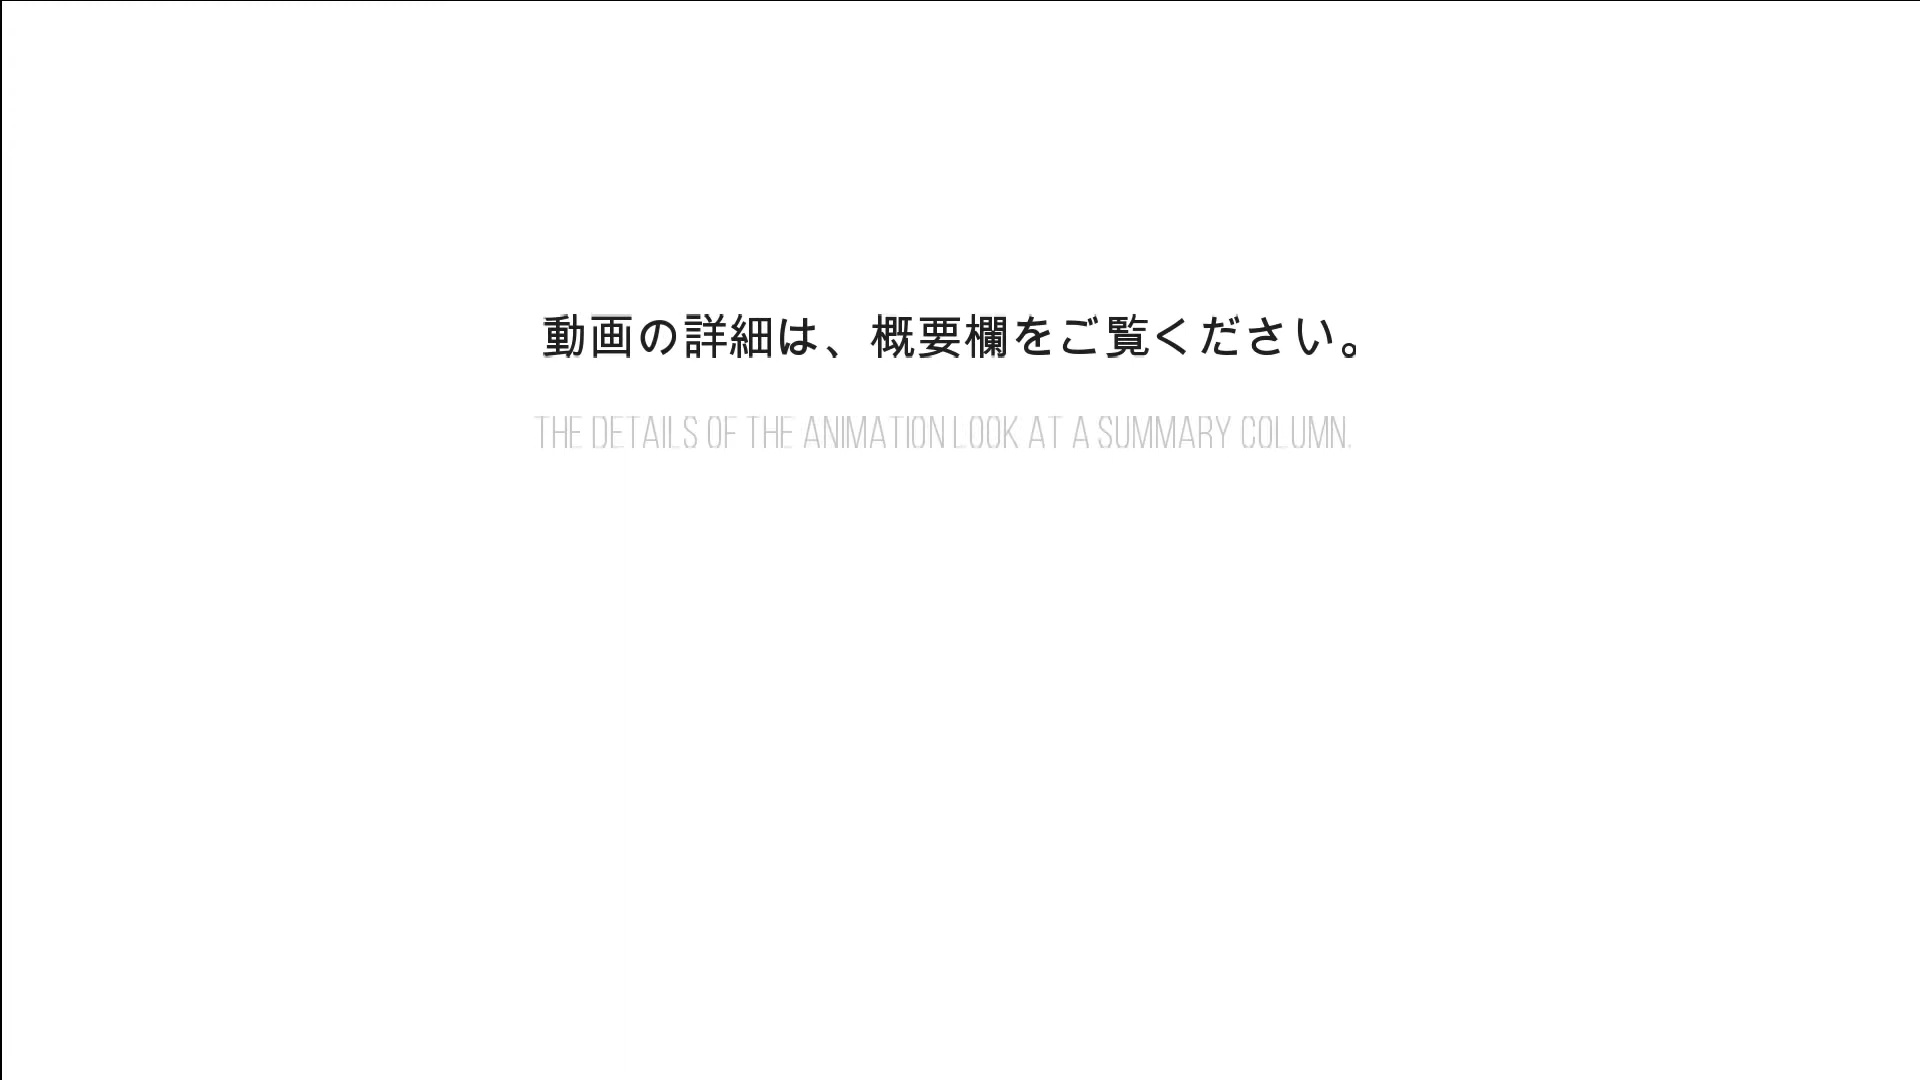 動画の詳細は、概要欄をご覧ください。
THE DETAILS OF THE ANIMATION LOOK AT A SUMMARY COLUMN.